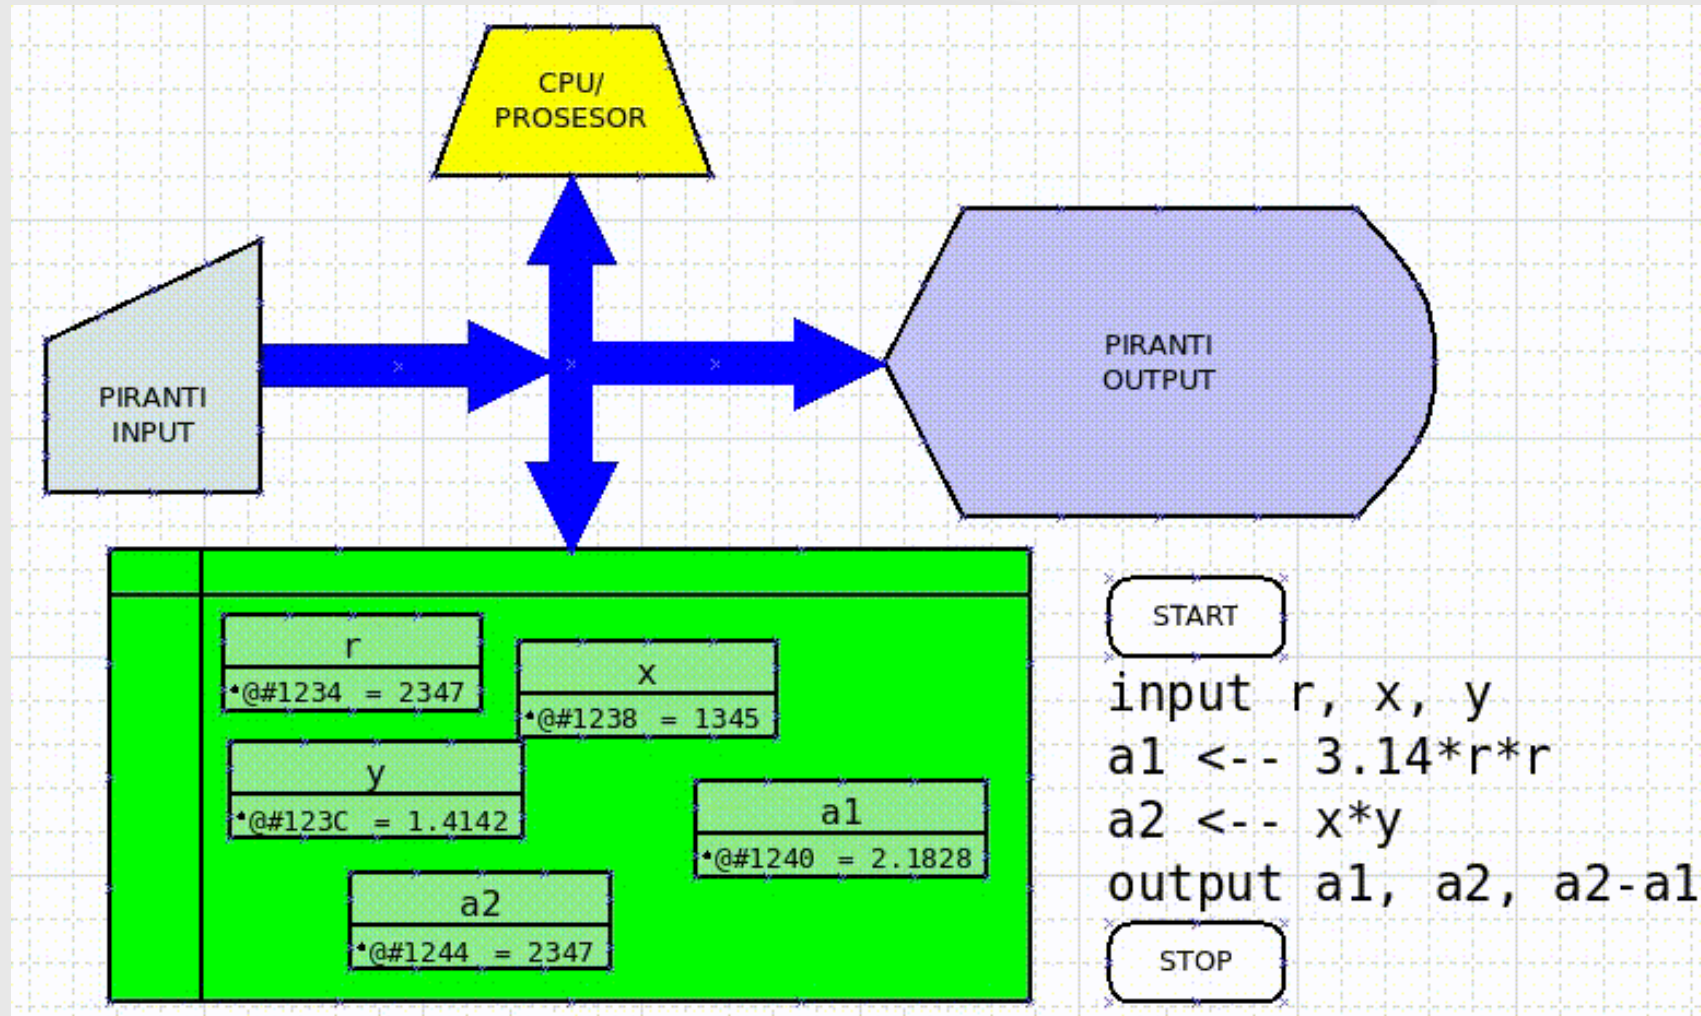 CPU/
PROSESOR
PIRANTI
INPUT
PIRANTI
OUTPUT
r
@#1234 = 2347
x
@#1238 = 1345
y
@#123C = 1.4142
a1
@#1240 = 2.1828
a2
@#1244 = 2347
START
input r, x, y
a1 <-- 3.14*r*r
a2 <-- x*y
output a1, a2, a2-a1
STOP